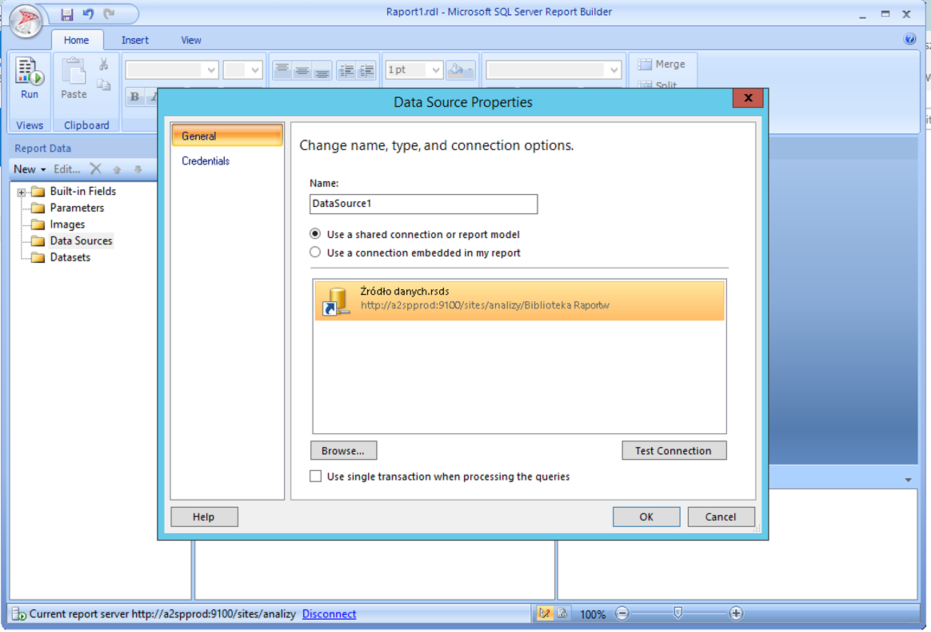 Raport1.rdl - Microsoft SQL Server Report Builder
Home Insert View
Run
Paste
1 pt
Merge
Split
B
Views
Clipboard
Data Source Properties
Report Data
New Edit...
Built-in Fields
Parameters
Images
Data Sources
Datasets
General
Credentials
Change name, type, and connection options.
Name:
DataSource1
Use a shared connection or report model
Use a connection embedded in my report
Źródło danych.rsds
http://a2spprod:9100/sites/analizy/Biblioteka Raportw
Browse...
Test Connection
Use single transaction when processing the queries
Help
OK
Cancel
Current report server http://a2spprod:9100/sites/analizy Disconnect
100%